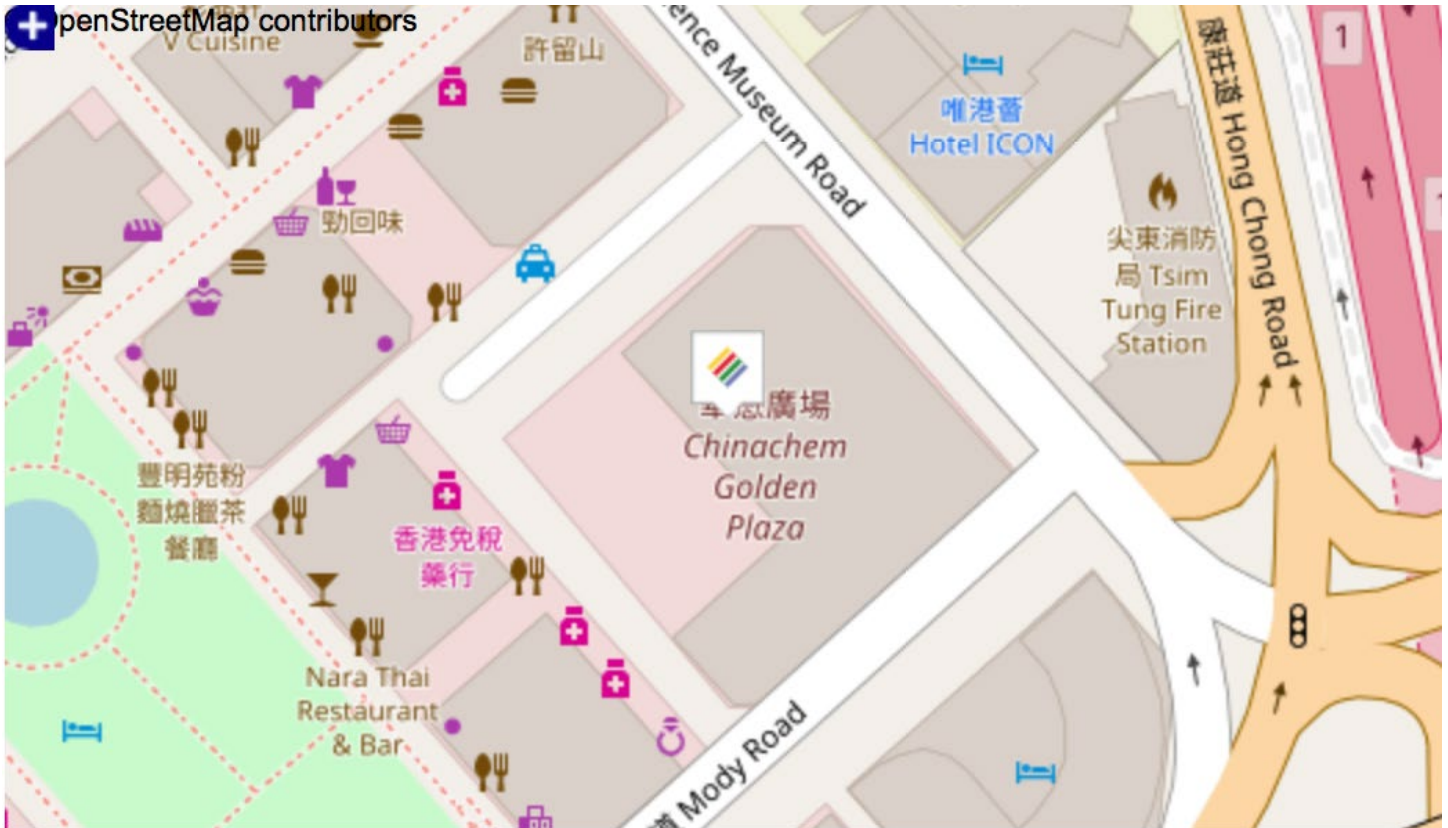 penStreetMap contributors
V Cuisine
許留山
ence Museum Road
唯港薈
Hotel ICON
康莊道 Hong Chong Road
1
勁回味
尖東消防
局 Tsim
Tung Fire
Station
廣場
Chinachem
Golden
Plaza
豐明苑粉
麵燒臘茶
餐廳
香港免稅
藥行
Nara Thai
Restaurant
& Bar
道 Mody Road